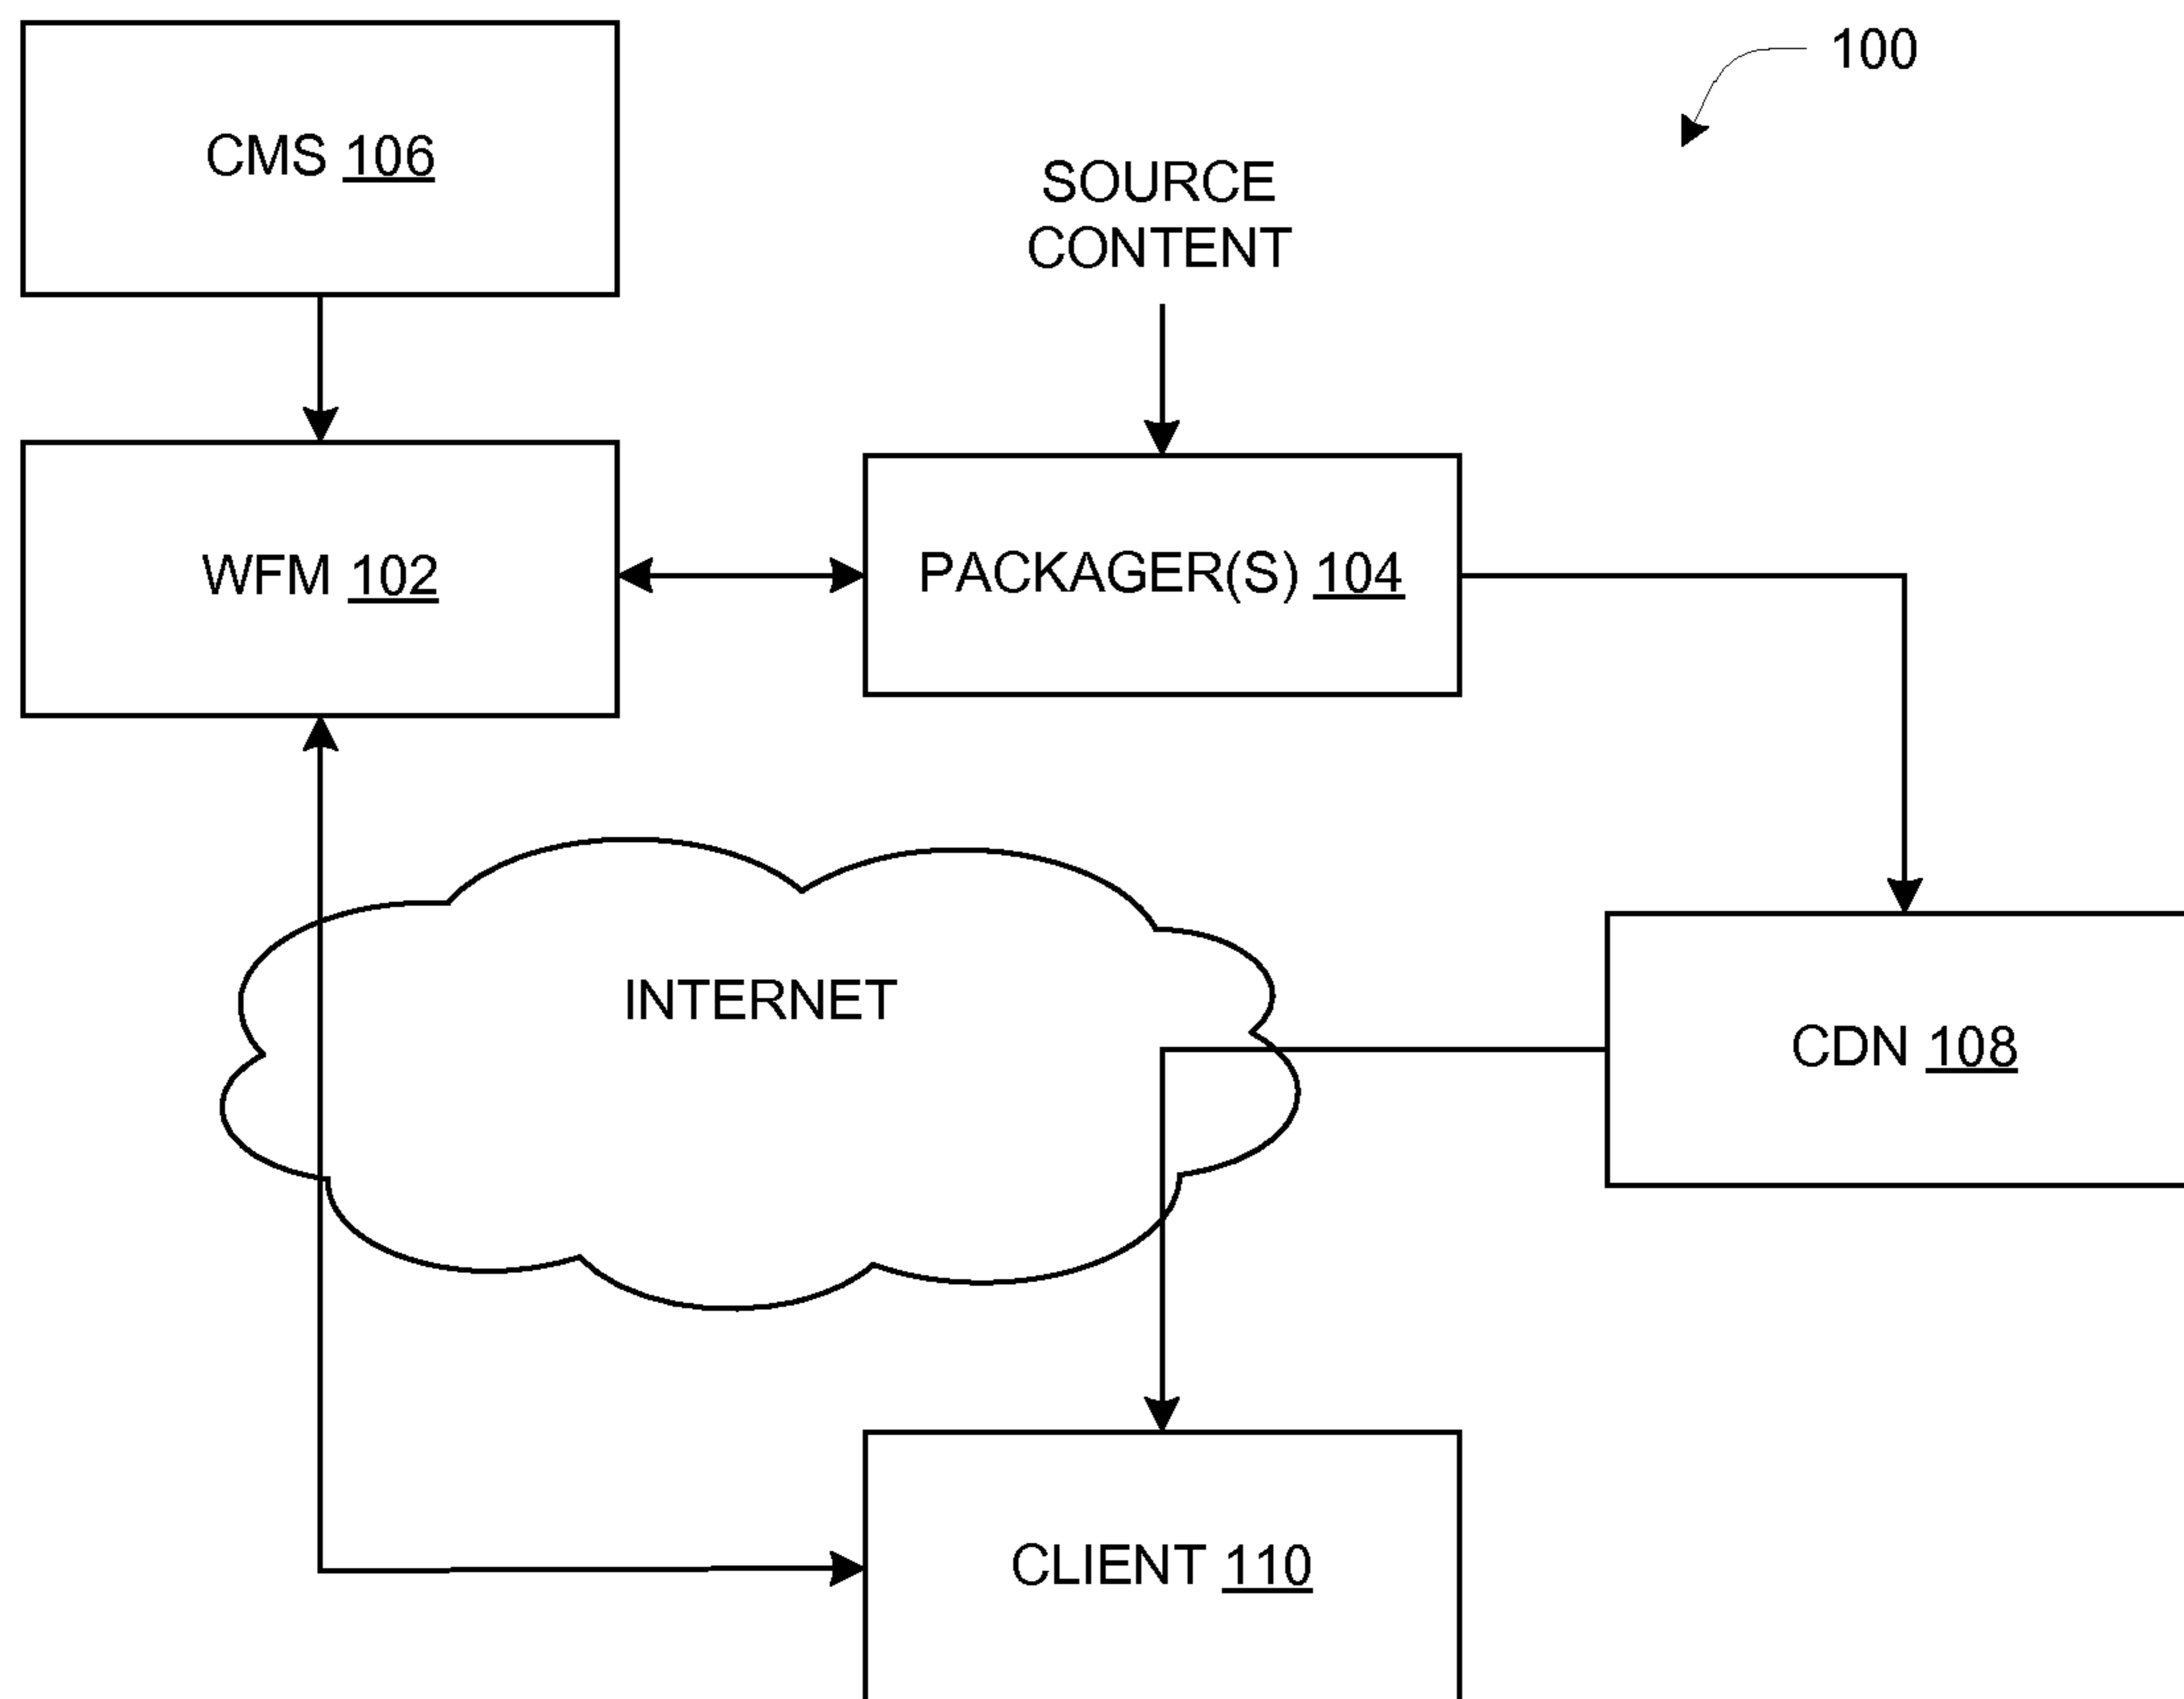 100
CMS 106
SOURCE
CONTENT
WFM 102
PACKAGER(S) 104
INTERNET
CDN 108
CLIENT 110